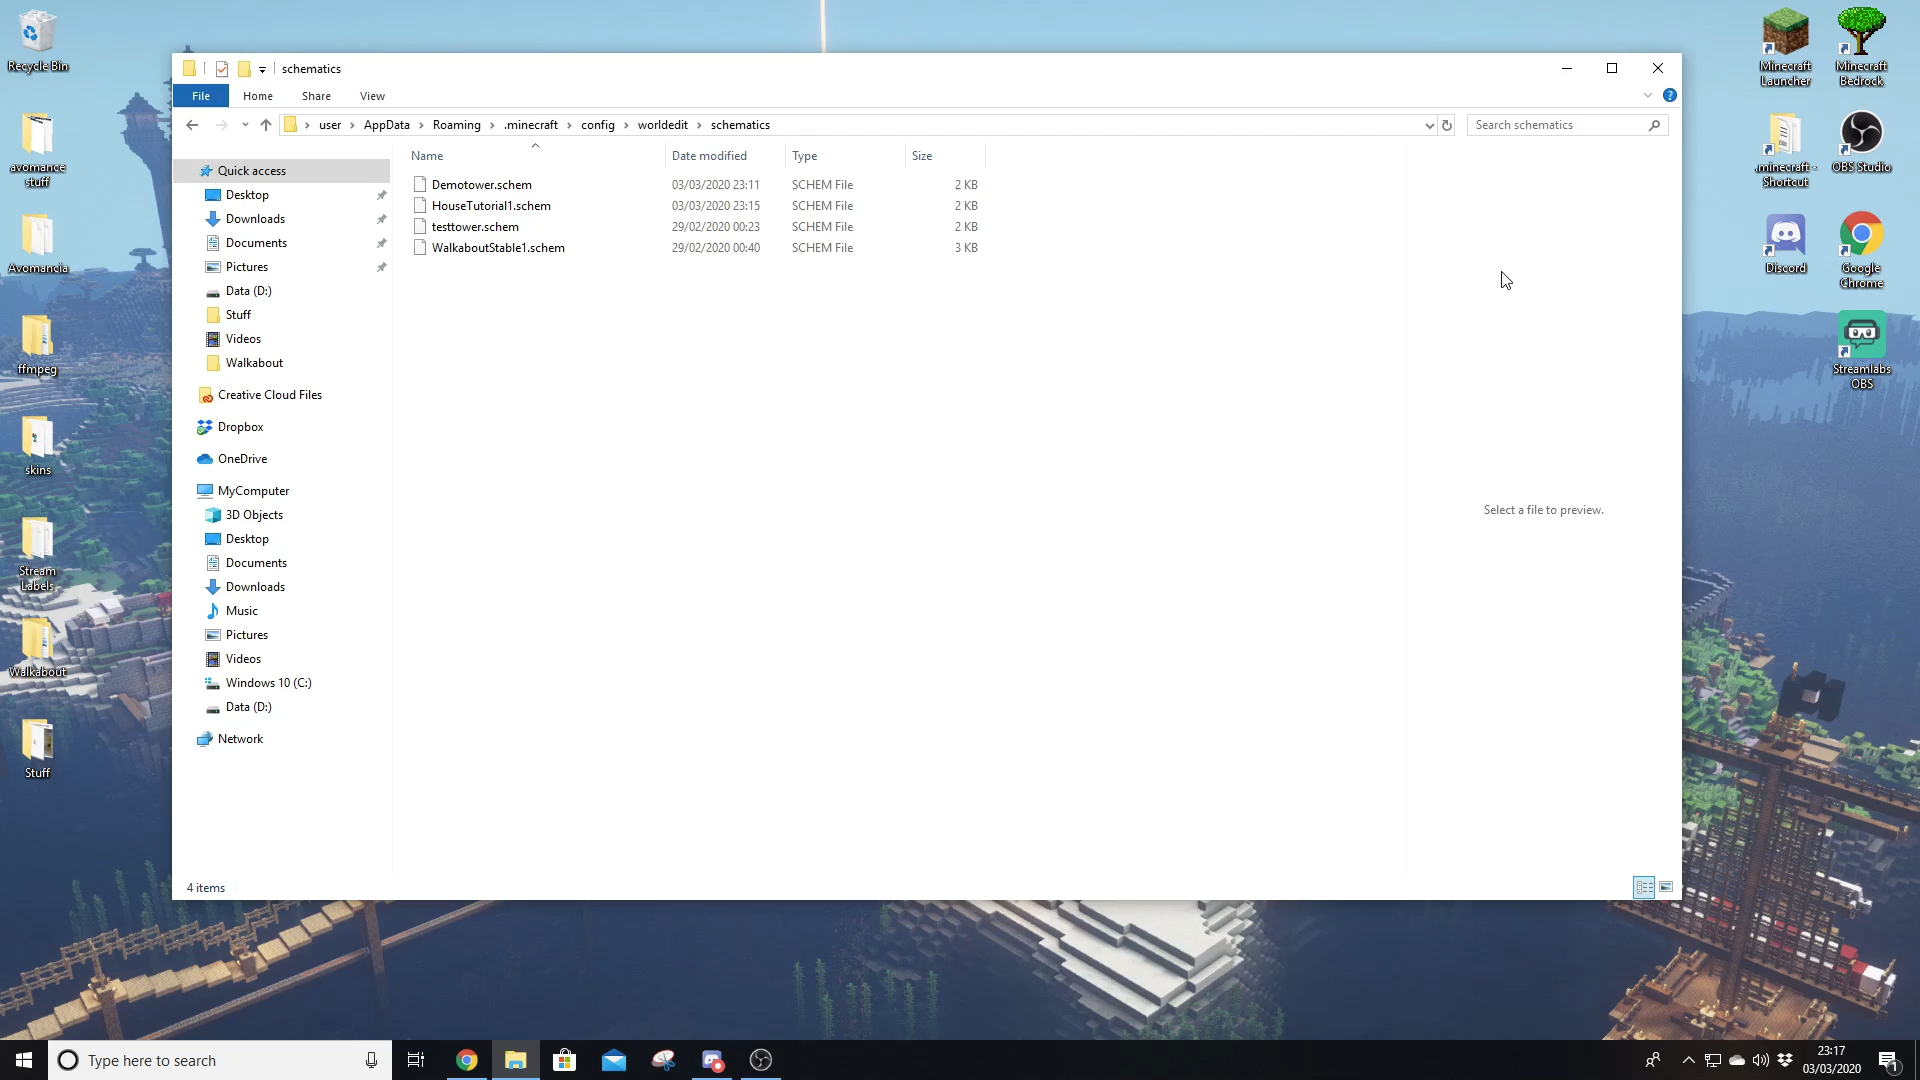 Recycle Bin
avomance
stuff
Avomancia
ffmpeg
skins
Stream
Labels
Walkabout
Stuff
schematics
File
Home
Share
View
user
AppData
Roaming
.minecraft
config
worldedit
schematics
Search schematics
Quick access
Desktop
Downloads
Documents
Pictures
Data (D:)
Stuff
Videos
Walkabout
Creative Cloud Files
Dropbox
OneDrive
MyComputer
3D Objects
Desktop
Documents
Downloads
Music
Pictures
Videos
Windows 10 (C:)
Data (D:)
Network
Name Date modified Type Size
Demotower.schem 03/03/2020 23:11 SCHEM File 2 KB
HouseTutorial1.schem 03/03/2020 23:15 SCHEM File 2 KB
testtower.schem 29/02/2020 00:23 SCHEM File 2 KB
WalkaboutStable1.schem 29/02/2020 00:40 SCHEM File 3 KB
Select a file to preview.
4 items
Minecraft
Launcher
Minecraft
Bedrock
.minecraft -
Shortcut
OBS Studio
Discord
Google
Chrome
Streamlabs
OBS
Type here to search
23:17
03/03/2020
1